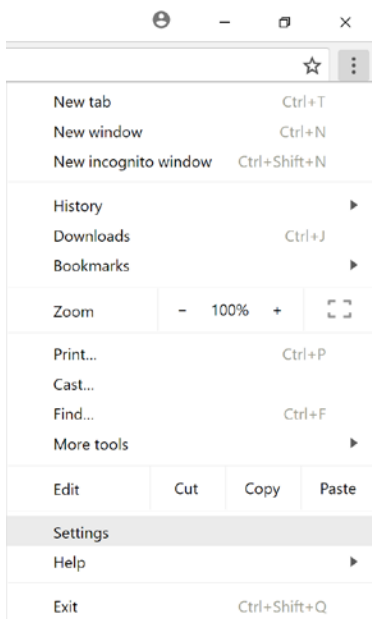 New tab Ctrl+T
New window Ctrl+N
New incognito window Ctrl+Shift+N
History
Downloads Ctrl+J
Bookmarks
Zoom - 100% +
Print... Ctrl+P
Cast...
Find... Ctrl+F
More tools
Edit Cut Copy Paste
Settings
Help
Exit Ctrl+Shift+Q